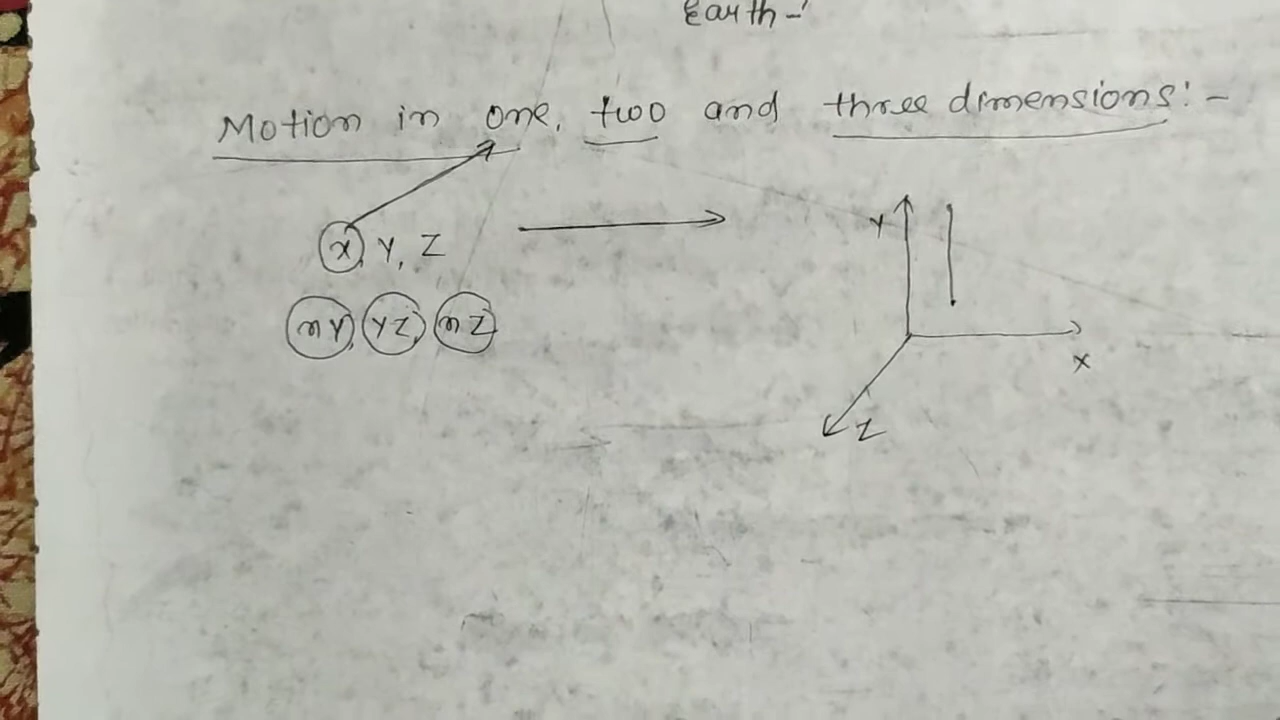 Earth -
Motion in one, two and three dimensions:-
x, Y, Z
xy, YZ, xZ
Y
X
Z